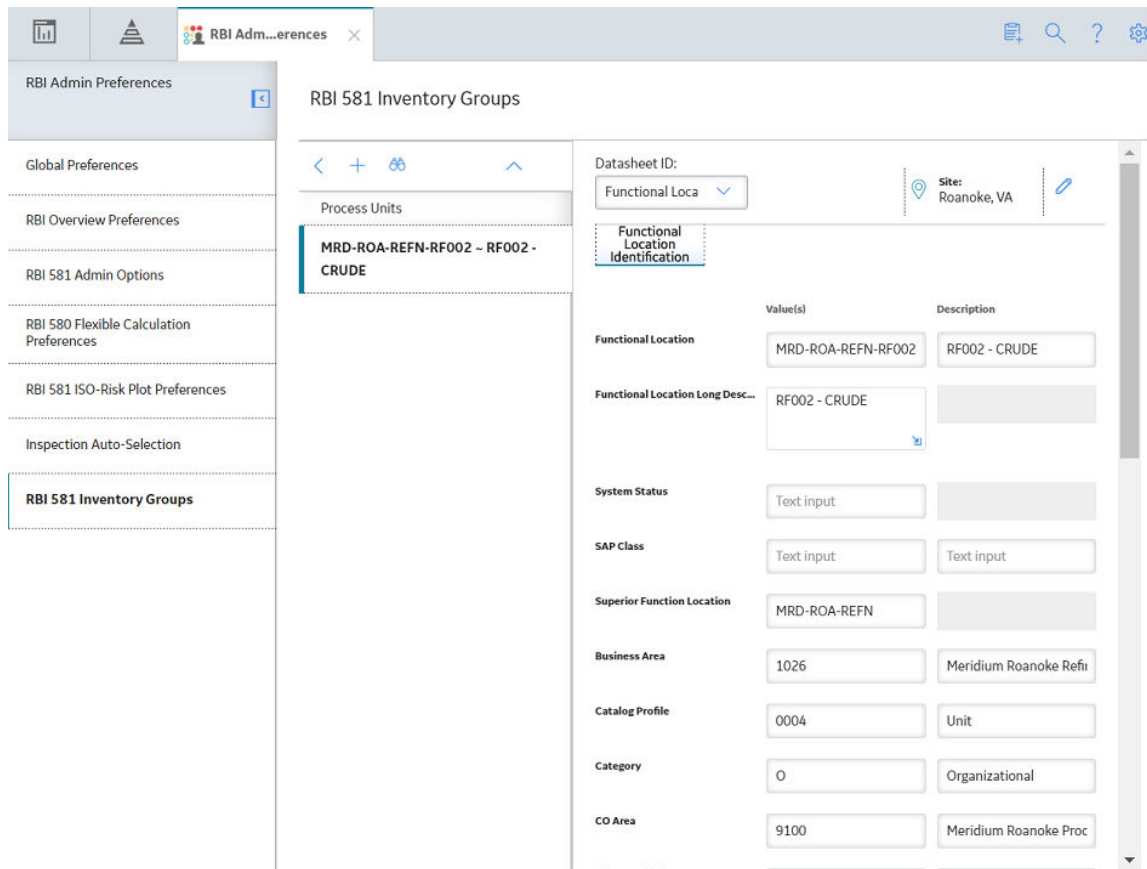 RBI Adm...erences
RBI Admin Preferences
RBI 581 Inventory Groups
Global Preferences
RBI Overview Preferences
RBI 581 Admin Options
RBI 580 Flexible Calculation
Preferences
RBI 581 ISO-Risk Plot Preferences
Inspection Auto-Selection
RBI 581 Inventory Groups
Process Units
MRD-ROA-REFN-RF002 ~ RF002 -
CRUDE
Datasheet ID:
Functional Loca
Site:
Roanoke, VA
Functional
Location
Identification
Value(s) Description
Functional Location MRD-ROA-REFN-RF002 RF002 - CRUDE
Functional Location Long Desc... RF002 - CRUDE
System Status Text input
SAP Class Text input Text input
Superior Function Location MRD-ROA-REFN
Business Area 1026 Meridium Roanoke Refi
Catalog Profile 0004 Unit
Category O Organizational
CO Area 9100 Meridium Roanoke Proc